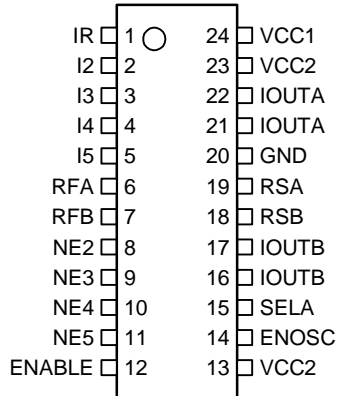 IR 1 24 VCC1
I2 2 23 VCC2
I3 3 22 IOUTA
I4 4 21 IOUTA
I5 5 20 GND
RFA 6 19 RSA
RFB 7 18 RSB
NE2 8 17 IOUTB
NE3 9 16 IOUTB
NE4 10 15 SELA
NE5 11 14 ENOSC
ENABLE 12 13 VCC2